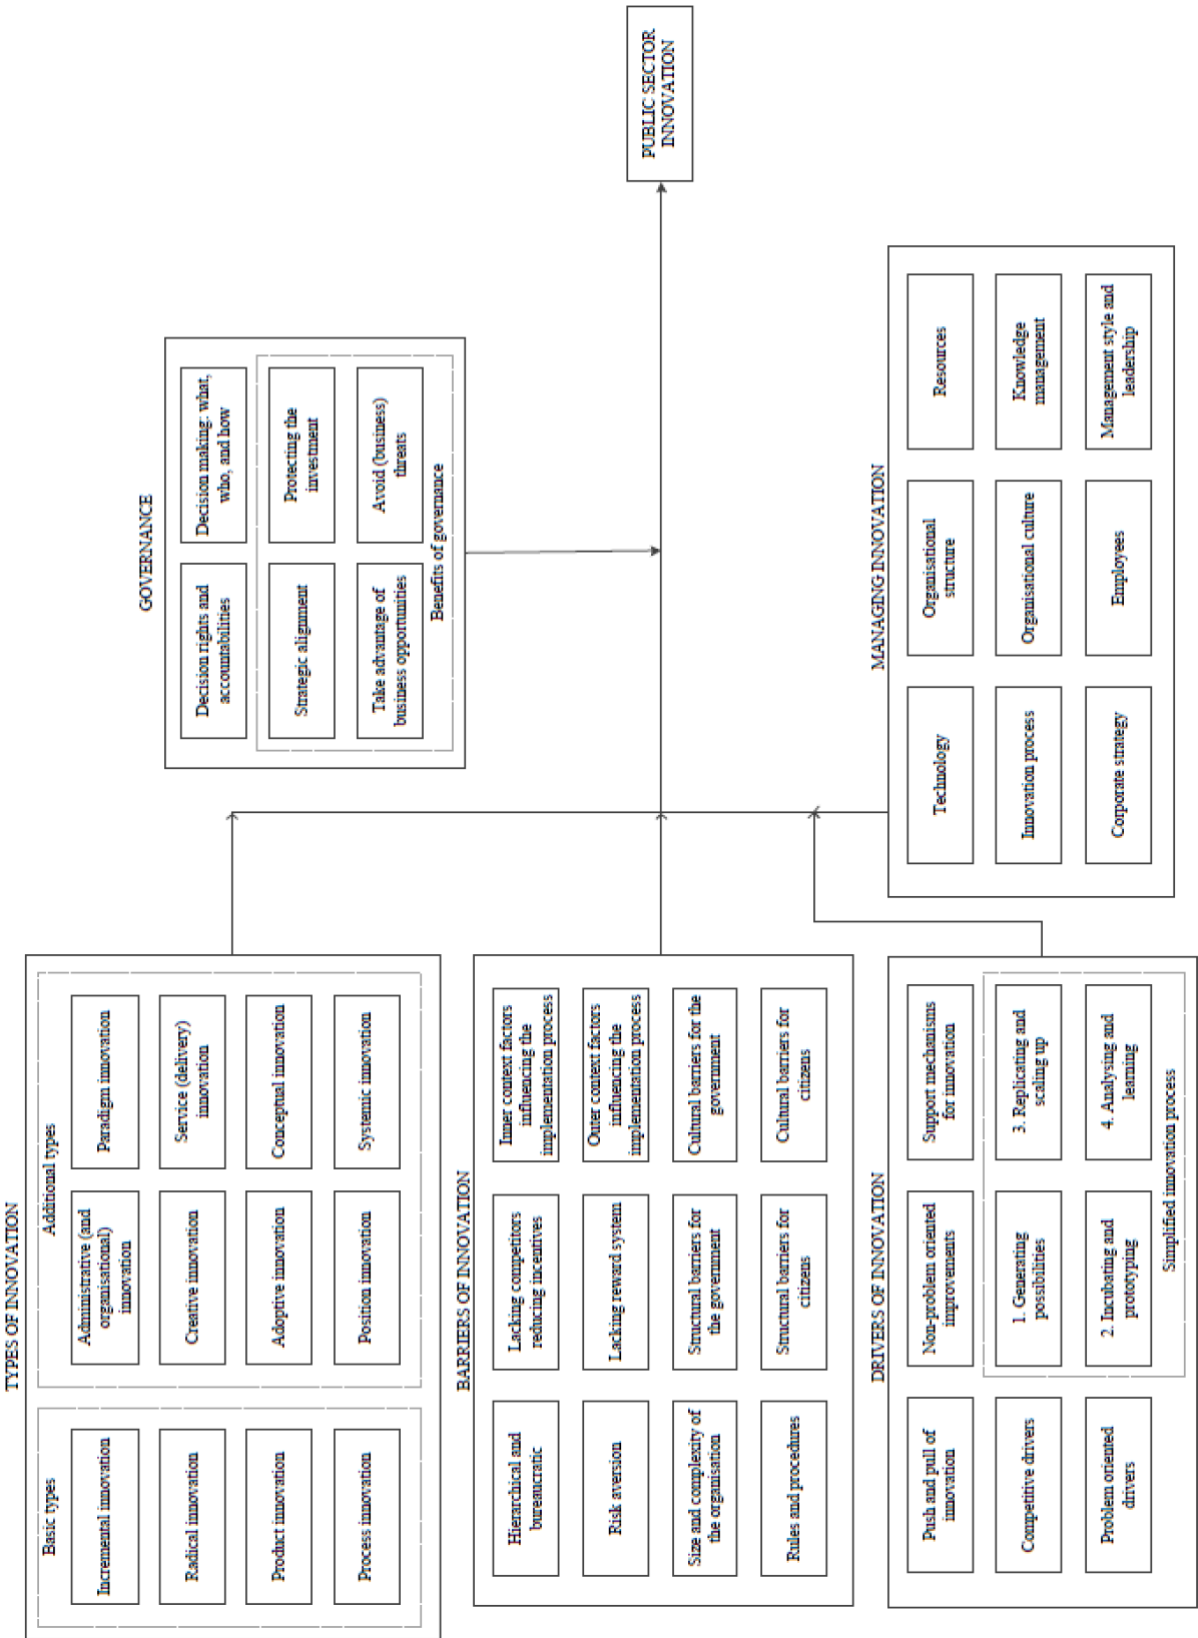 TYPES OF INNOVATION
Basic types
Incremental innovation
Radical innovation
Product innovation
Process innovation
Additional types
Administrative (and
organisational)
innovation
Paradigm innovation
Creative innovation
Service (delivery)
innovation
Adoptive innovation
Conceptual innovation
Position innovation
Systemic innovation
BARRIERS OF INNOVATION
Hierarchical and
bureaucratic
Lacking competitors
reducing incentives
Inner context factors
influencing the
implementation process
Risk aversion
Lacking reward system
Outer context factors
influencing the
implementation process
Size and complexity of
the organisation
Structural barriers for
the government
Cultural barriers for the
government
Rules and procedures
Structural barriers for
citizens
Cultural barriers for
citizens
DRIVERS OF INNOVATION
Push and pull of
innovation
Non-problem oriented
improvements
Support mechanisms
for innovation
Competitive drivers
1. Generating
possibilities
3. Replicating and
scaling up
Problem oriented
drivers
2. Incubating and
prototyping
4. Analysing and
learning
Simplified innovation process
GOVERNANCE
Decision rights and
accountabilities
Decision making: what,
who, and how
Strategic alignment
Protecting the
investment
Take advantage of
business opportunities
Avoid (business)
threats
Benefits of governance
MANAGING INNOVATION
Technology
Organisational
structure
Resources
Innovation process
Organisational culture
Knowledge
management
Corporate strategy
Employees
Management style and
leadership
PUBLIC SECTOR
INNOVATION